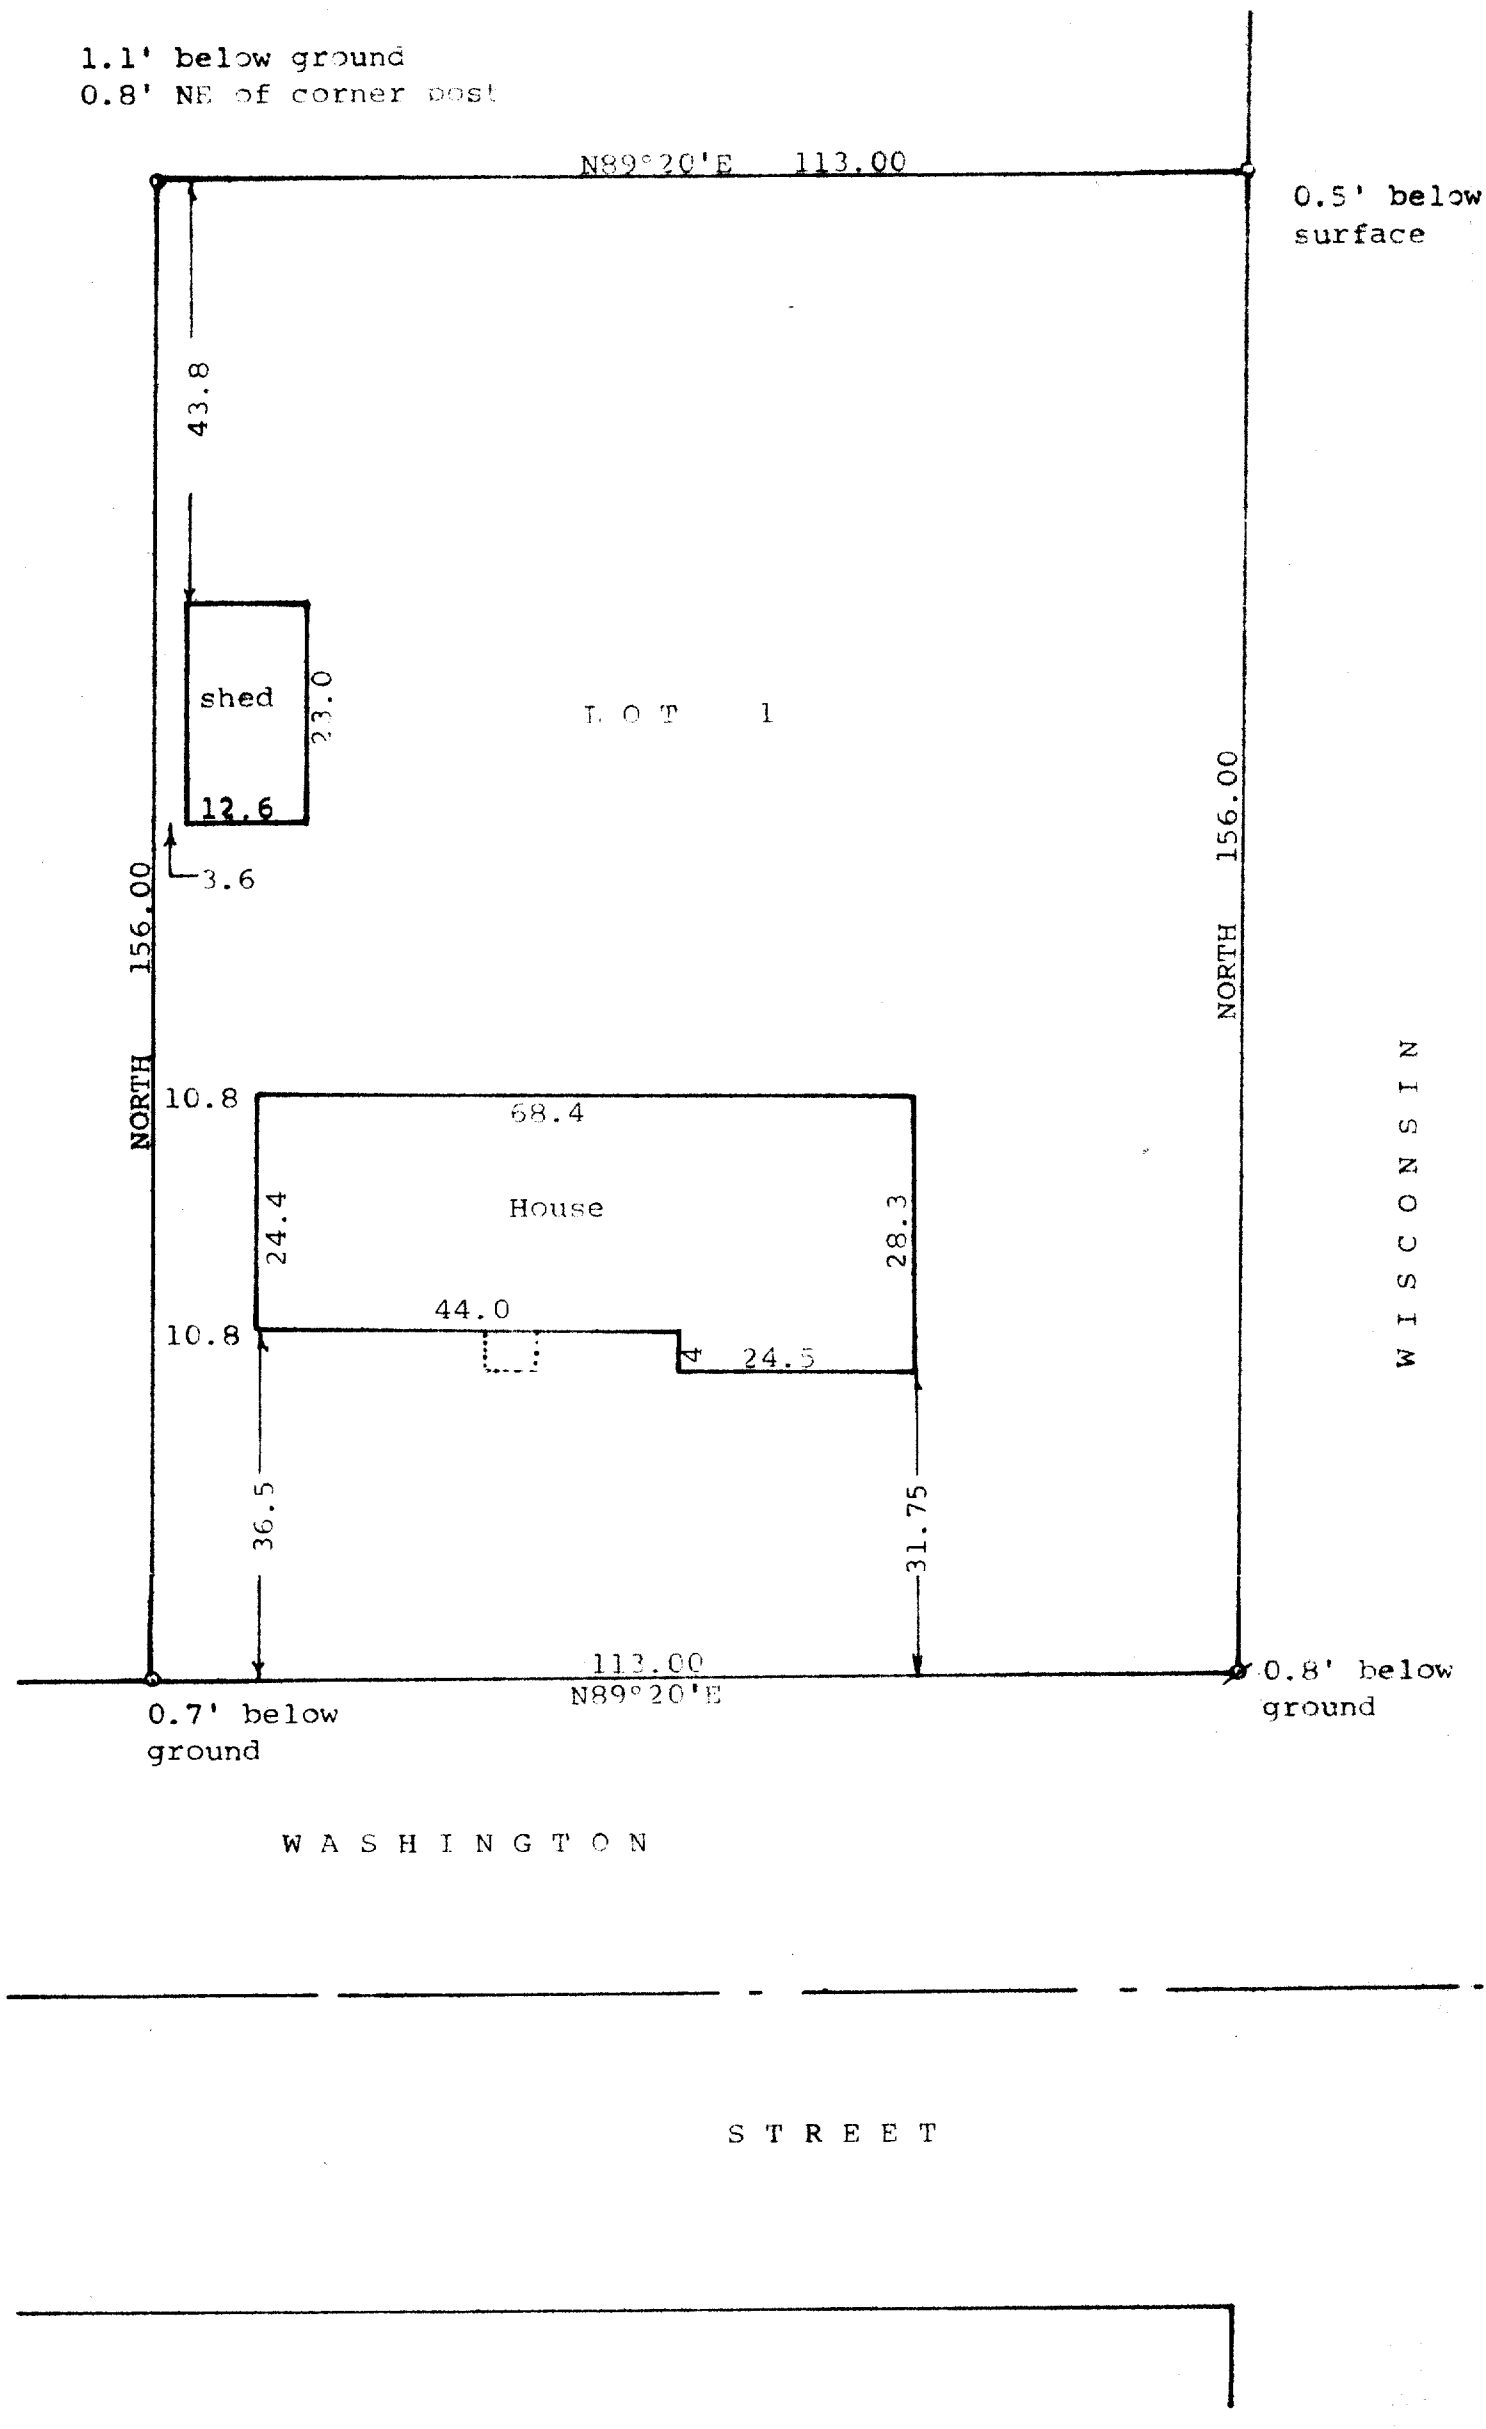 1.1' below ground
0.8' NE of corner post
N89°20'E 113.00
0.5' below
surface
43.8
shed
23.0
LOT 1
12.6
3.6
NORTH 156.00
NORTH 156.00
WISCONSIN
10.8
68.4
House
24.4
28.3
44.0
10.8
4
24.5
36.5
31.75
113.00
N89°20'E
0.8' below
ground
0.7' below
ground
WASHINGTON
STREET